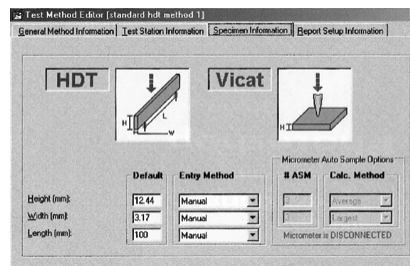 Test Method Editor [standard hdt method 1]
General Method Information Test Station Information Specimen Information Report Setup Information
HDT
Vicat
H
L
W
H
Micrometer Auto Sample Options
Default Entry Method # ASM Calc. Method
Height (mm): 12.44 Manual 3 Average
Width (mm): 3.17 Manual 3 Largest
Length (mm): 100 Manual Micrometer is DISCONNECTED